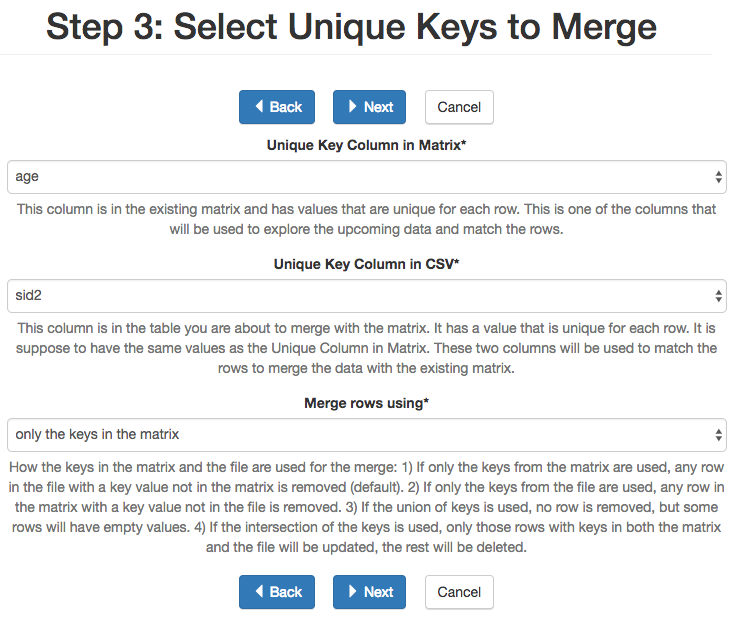 Step 3: Select Unique Keys to Merge
Back Next Cancel
Unique Key Column in Matrix*
age
This column is in the existing matrix and has values that are unique for each row. This is one of the columns that
will be used to explore the upcoming data and match the rows.
Unique Key Column in CSV*
sid2
This column is in the table you are about to merge with the matrix. It has a value that is unique for each row. It is
suppose to have the same values as the Unique Column in Matrix. These two columns will be used to match the
rows to merge the data with the existing matrix.
Merge rows using*
only the keys in the matrix
How the keys in the matrix and the file are used for the merge: 1) If only the keys from the matrix are used, any row
in the file with a key value not in the matrix is removed (default). 2) If only the keys from the file are used, any row in
the matrix with a key value not in the file is removed. 3) If the union of keys is used, no row is removed, but some
rows will have empty values. 4) If the intersection of the keys is used, only those rows with keys in both the matrix
and the file will be updated, the rest will be deleted.
Back Next Cancel